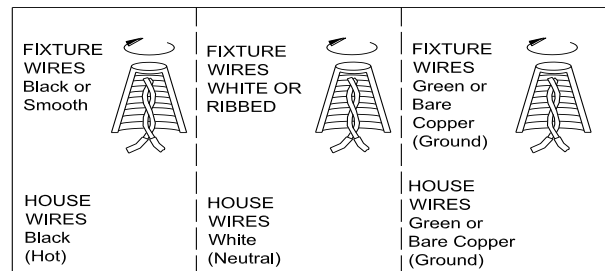 FIXTURE
WIRES
Black or
Smooth
HOUSE
WIRES
Black
(Hot)
FIXTURE
WIRES
WHITE OR
RIBBED
HOUSE
WIRES
White
(Neutral)
FIXTURE
WIRES
Green or
Bare
Copper
(Ground)
HOUSE
WIRES
Green or
Bare Copper
(Ground)